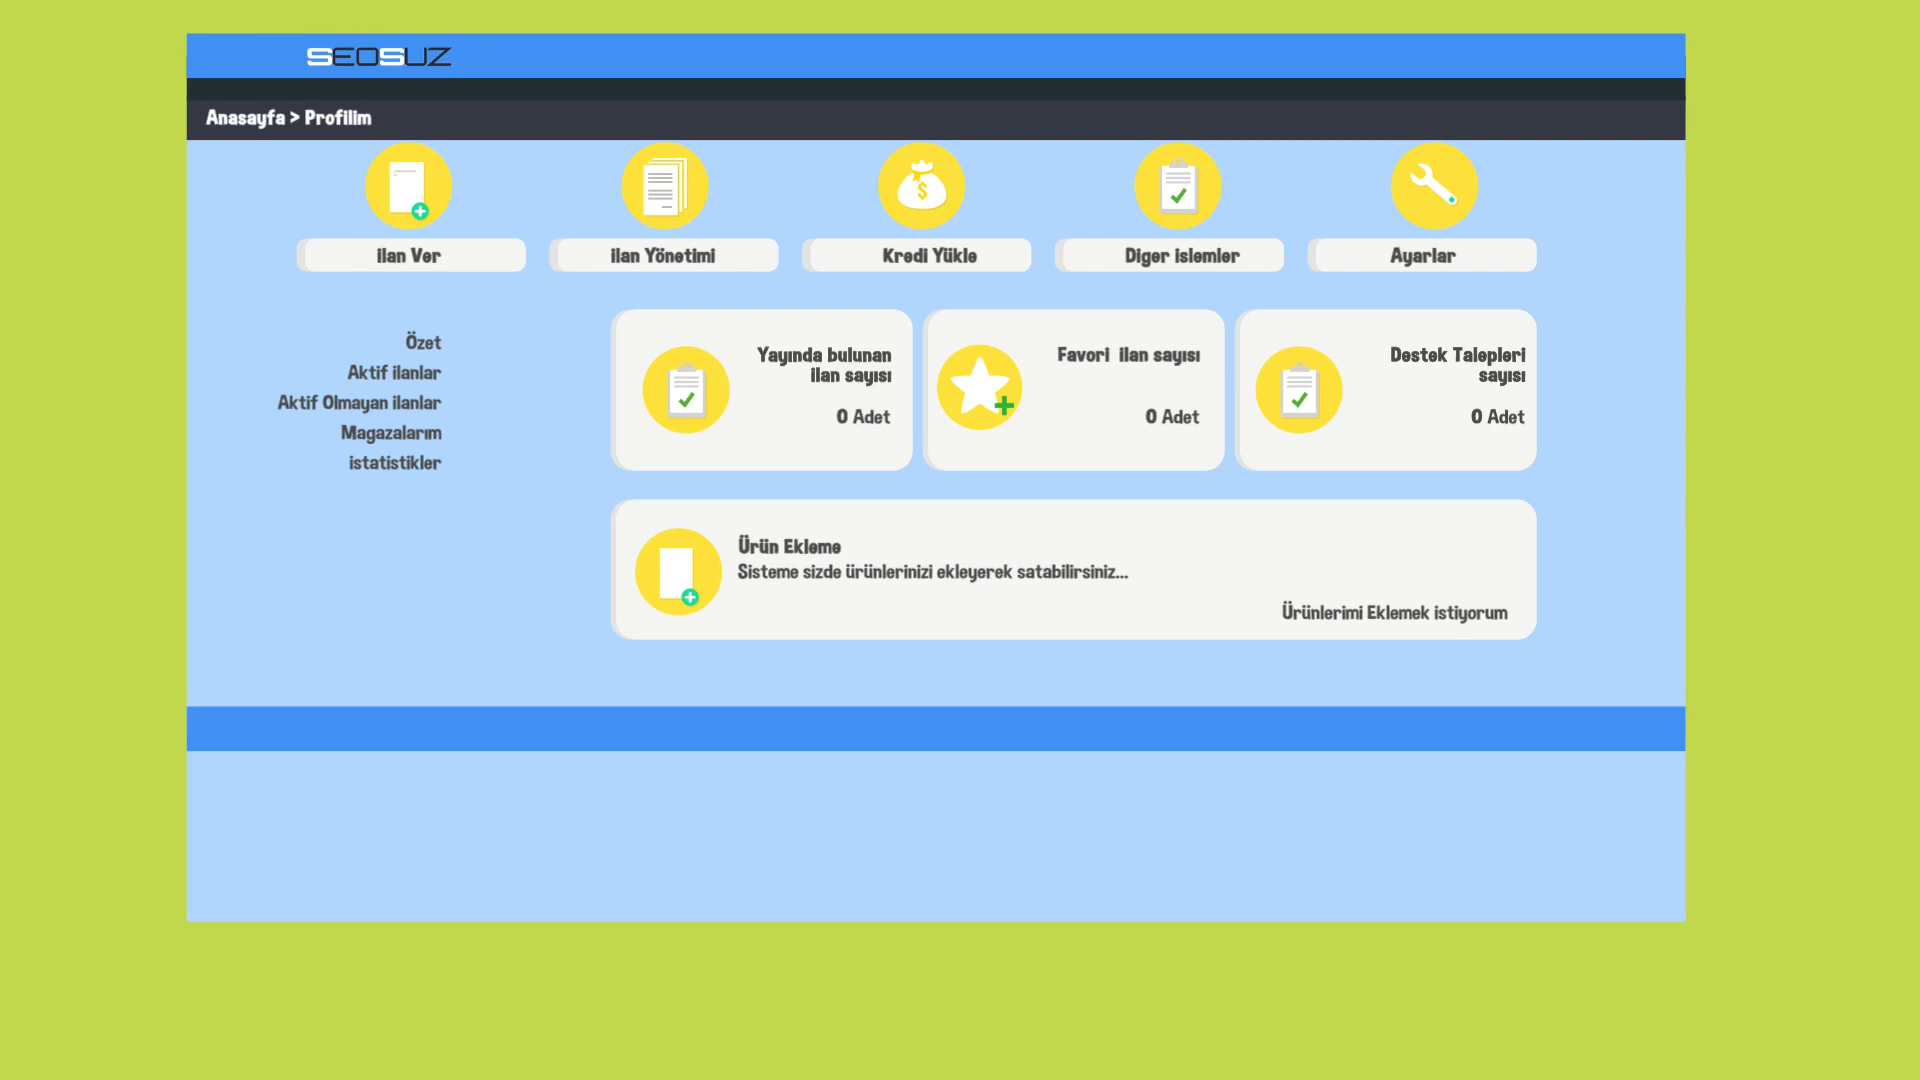 SEOSUZ
Anasayfa > Profilim
ilan Ver
ilan Yönetimi
Kredi Yükle
Diger islemler
Ayarlar
Özet
Aktif ilanlar
Aktif Olmayan ilanlar
Magazalarım
istatistikler
Yayında bulunan
ilan sayısı
0 Adet
Favori ilan sayısı
0 Adet
Destek Talepleri
sayısı
0 Adet
Ürün Ekleme
Sisteme sizde ürünlerinizi ekleyerek satabilirsiniz...
Ürünlerimi Eklemek istiyorum